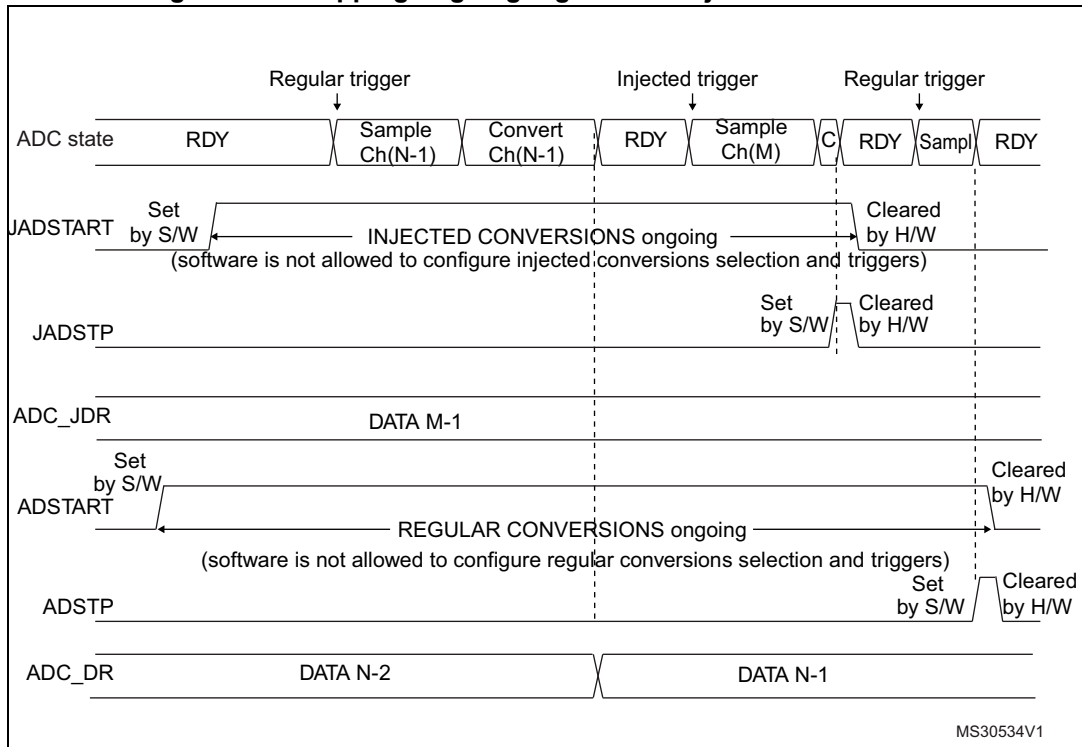 Regular trigger Injected trigger Regular trigger
ADC state RDY Sample Ch(N-1) Convert Ch(N-1) RDY Sample Ch(M) C RDY Sampl RDY
JADSTART Set by S/W INJECTED CONVERSIONS ongoing Cleared by H/W
(software is not allowed to configure injected conversions selection and triggers)
JADSTP Set by S/W Cleared by H/W
ADC_JDR DATA M-1
ADSTART Set by S/W REGULAR CONVERSIONS ongoing Cleared by H/W
(software is not allowed to configure regular conversions selection and triggers)
ADSTP Set by S/W Cleared by H/W
ADC_DR DATA N-2 DATA N-1
MS30534V1